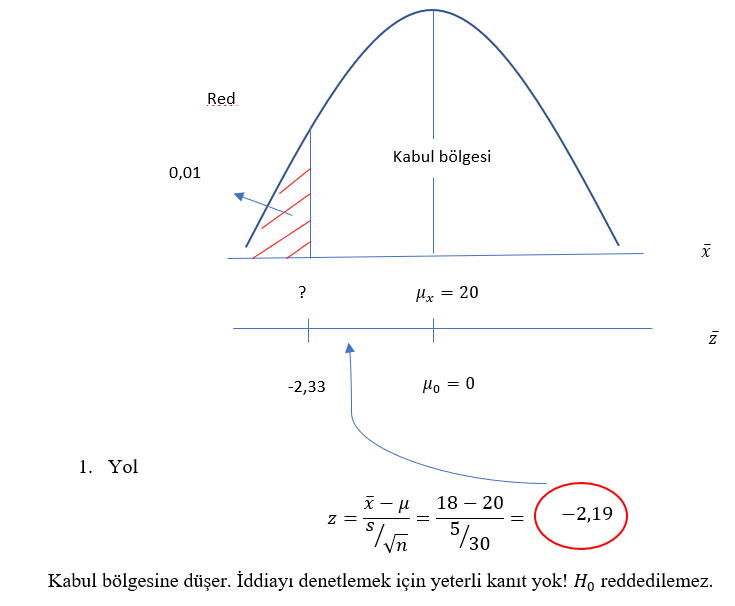 Red
Kabul bölgesi
0,01
x̄
?
μₓ = 20
z̄
-2,33
μ₀ = 0
1. Yol
z = (x̄ − μ)/(s/√n) = (18 − 20)/(5/30) = −2,19
Kabul bölgesine düşer. İddiayı denetlemek için yeterli kanıt yok! H₀ reddedilemez.